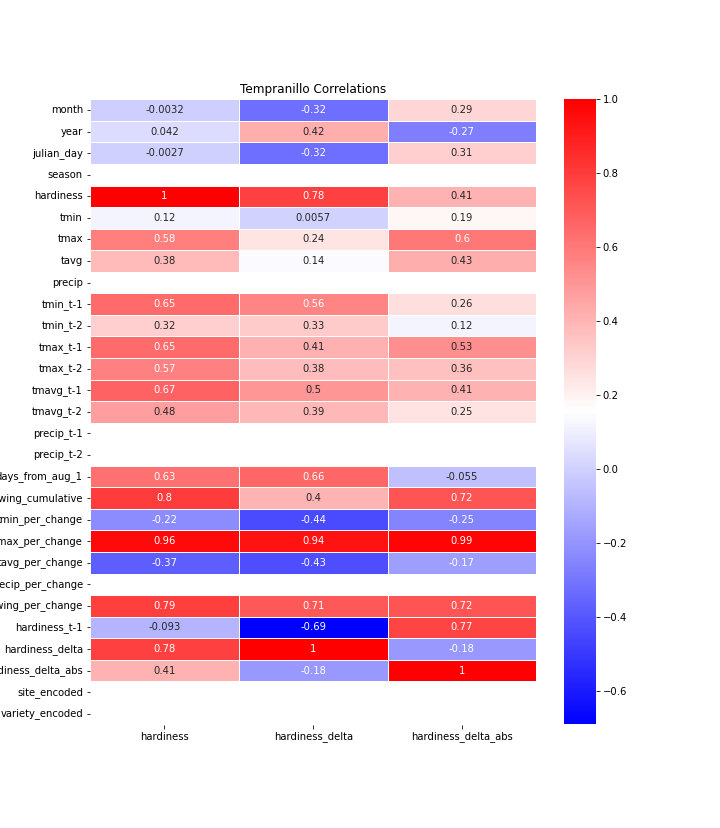 Tempranillo Correlations
month -0.0032 -0.32 0.29
year 0.042 0.42 -0.27
julian_day -0.0027 -0.32 0.31
season
hardiness 1 0.78 0.41
tmin 0.12 0.0057 0.19
tmax 0.58 0.24 0.6
tavg 0.38 0.14 0.43
precip
tmin_t-1 0.65 0.56 0.26
tmin_t-2 0.32 0.33 0.12
tmax_t-1 0.65 0.41 0.53
tmax_t-2 0.57 0.38 0.36
tmavg_t-1 0.67 0.5 0.41
tmavg_t-2 0.48 0.39 0.25
precip_t-1
precip_t-2
days_from_aug_1 0.63 0.66 -0.055
wing_cumulative 0.8 0.4 0.72
tmin_per_change -0.22 -0.44 -0.25
max_per_change 0.96 0.94 0.99
tavg_per_change -0.37 -0.43 -0.17
ecip_per_change
wing_per_change 0.79 0.71 0.72
hardiness_t-1 -0.093 -0.69 0.77
hardiness_delta 0.78 1 -0.18
diness_delta_abs 0.41 -0.18 1
site_encoded
variety_encoded
hardiness hardiness_delta hardiness_delta_abs
1.0
0.8
0.6
0.4
0.2
0.0
−0.2
−0.4
−0.6